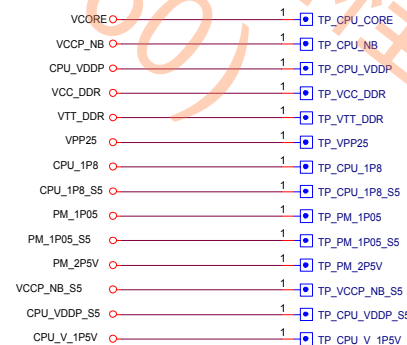 VCORE 1 TP_CPU_CORE
VCCP_NB 1 TP_CPU_NB
CPU_VDDP 1 TP_CPU_VDDP
VCC_DDR 1 TP_VCC_DDR
VTT_DDR 1 TP_VTT_DDR
VPP25 1 TP_VPP25
CPU_1P8 1 TP_CPU_1P8
CPU_1P8_S5 1 TP_CPU_1P8_S5
PM_1P05 1 TP_PM_1P05
PM_1P05_S5 1 TP_PM_1P05_S5
PM_2P5V 1 TP_PM_2P5V
VCCP_NB_S5 1 TP_VCCP_NB_S5
CPU_VDDP_S5 1 TP_CPU_VDDP_S5
CPU_V_1P5V 1 TP_CPU_V_1P5V